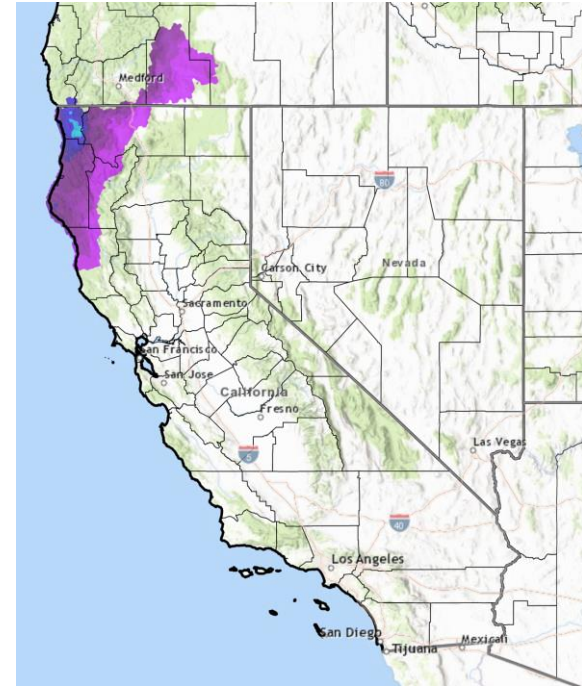 Medford
80
Carson City
Nevada
Sacramento
San Francisco
San Jose
California
Fresno
Las Vegas
5
40
Los Angeles
San Diego
Tijuana
Mexicali